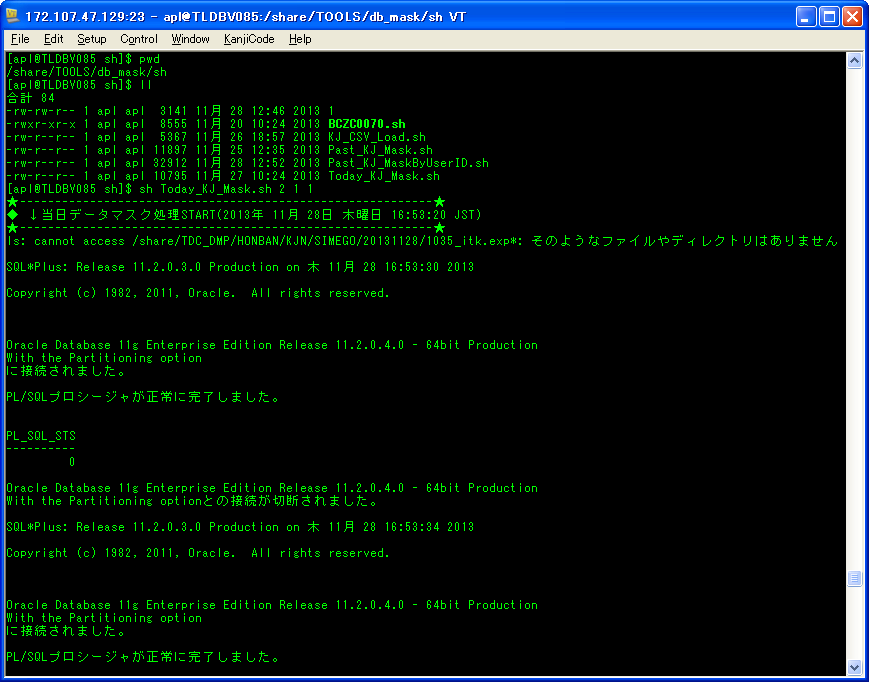 172.107.47.129:23 - apl@TLDBV085:/share/TOOLS/db_mask/sh VT
File Edit Setup Control Window KanjiCode Help
[apl@TLDBV085 sh]$ pwd
/share/TOOLS/db_mask/sh
[apl@TLDBV085 sh]$ ll
合計 84
-rw-rw-r-- 1 apl apl  3141 11月 28 12:46 2013 1
-rwxr-xr-x 1 apl apl  8555 11月 20 10:24 2013 BCZC0070.sh
-rw-r--r-- 1 apl apl  5367 11月 26 18:57 2013 KJ_CSV_Load.sh
-rw-r--r-- 1 apl apl 11897 11月 25 12:35 2013 Past_KJ_Mask.sh
-rw-r--r-- 1 apl apl 32912 11月 28 12:52 2013 Past_KJ_MaskByUserID.sh
-rw-r--r-- 1 apl apl 10795 11月 27 10:24 2013 Today_KJ_Mask.sh
[apl@TLDBV085 sh]$ sh Today_KJ_Mask.sh 2 1 1
★------------------------------------------------------------★
◆ ↓当日データマスク処理START(2013年 11月 28日 木曜日 16:53:20 JST)
★------------------------------------------------------------★
ls: cannot access /share/TDC_DMP/HONBAN/KJN/SIMEGO/20131128/1035_itk.exp*: そのようなファイルやディレクトリはありません
SQL*Plus: Release 11.2.0.3.0 Production on 木 11月 28 16:53:30 2013
Copyright (c) 1982, 2011, Oracle.  All rights reserved.
Oracle Database 11g Enterprise Edition Release 11.2.0.4.0 - 64bit Production
With the Partitioning option
に接続されました。
PL/SQLプロシージャが正常に完了しました。
PL_SQL_STS
----------
0
Oracle Database 11g Enterprise Edition Release 11.2.0.4.0 - 64bit Production
With the Partitioning optionとの接続が切断されました。
SQL*Plus: Release 11.2.0.3.0 Production on 木 11月 28 16:53:34 2013
Copyright (c) 1982, 2011, Oracle.  All rights reserved.
Oracle Database 11g Enterprise Edition Release 11.2.0.4.0 - 64bit Production
With the Partitioning option
に接続されました。
PL/SQLプロシージャが正常に完了しました。